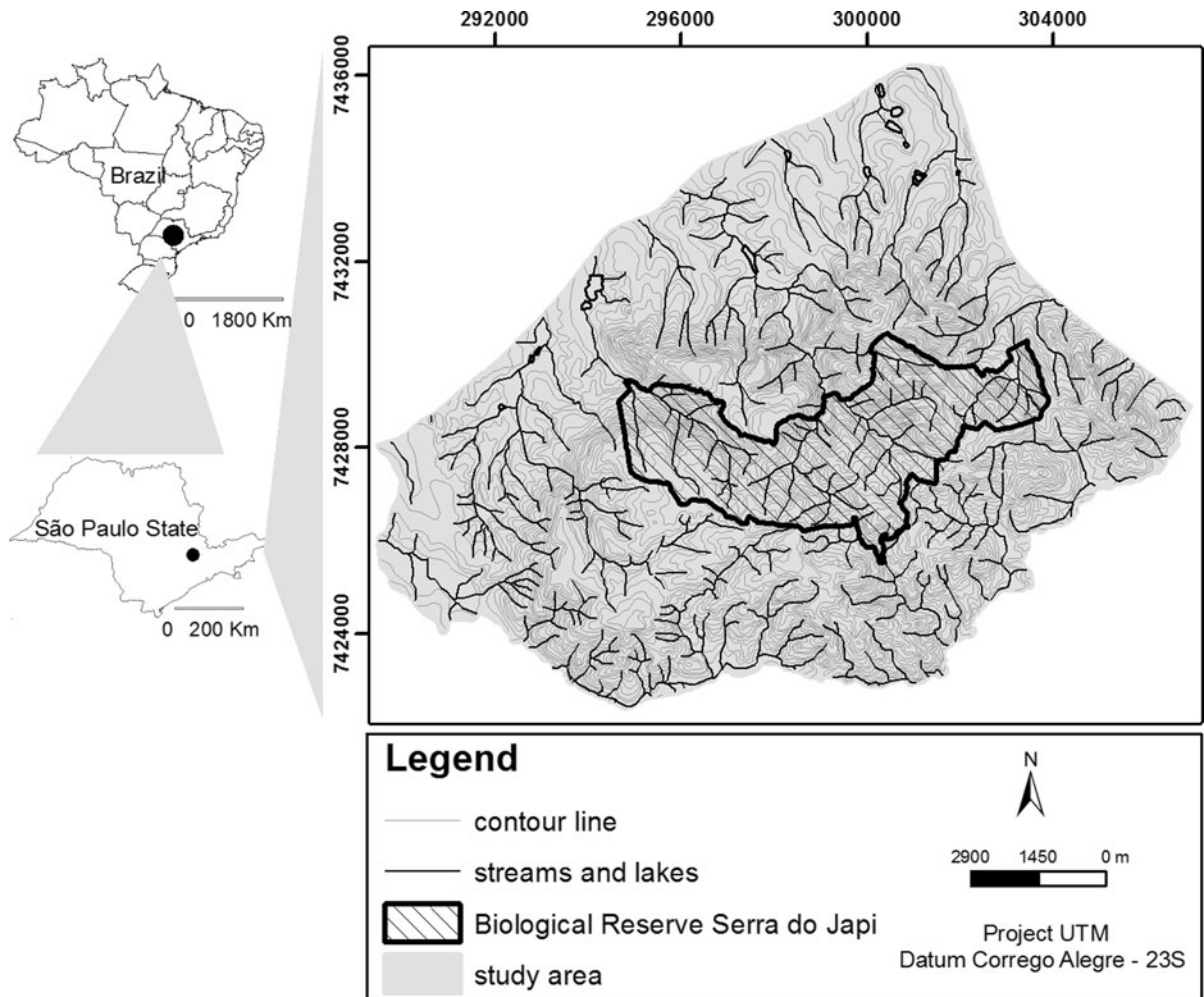 292000 296000 300000 304000
7436000
7432000
7428000
7424000
Brazil
0 1800 Km
São Paulo State
0 200 Km
Legend
contour line
streams and lakes
Biological Reserve Serra do Japi
study area
N
2900 1450 0 m
Project UTM
Datum Corrego Alegre - 23S